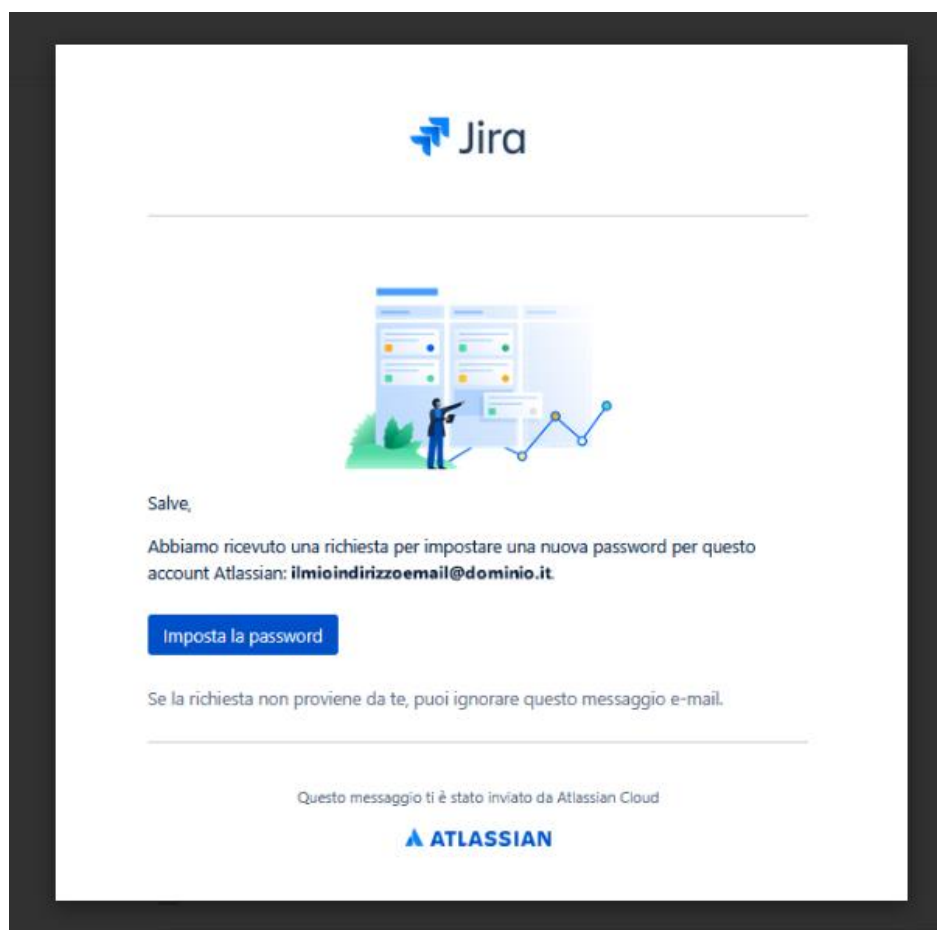 Jira
Salve,
Abbiamo ricevuto una richiesta per impostare una nuova password per questo
account Atlassian: ilmioindirizzoemail@dominio.it.
Imposta la password
Se la richiesta non proviene da te, puoi ignorare questo messaggio e-mail.
Questo messaggio ti è stato inviato da Atlassian Cloud
ATLASSIAN